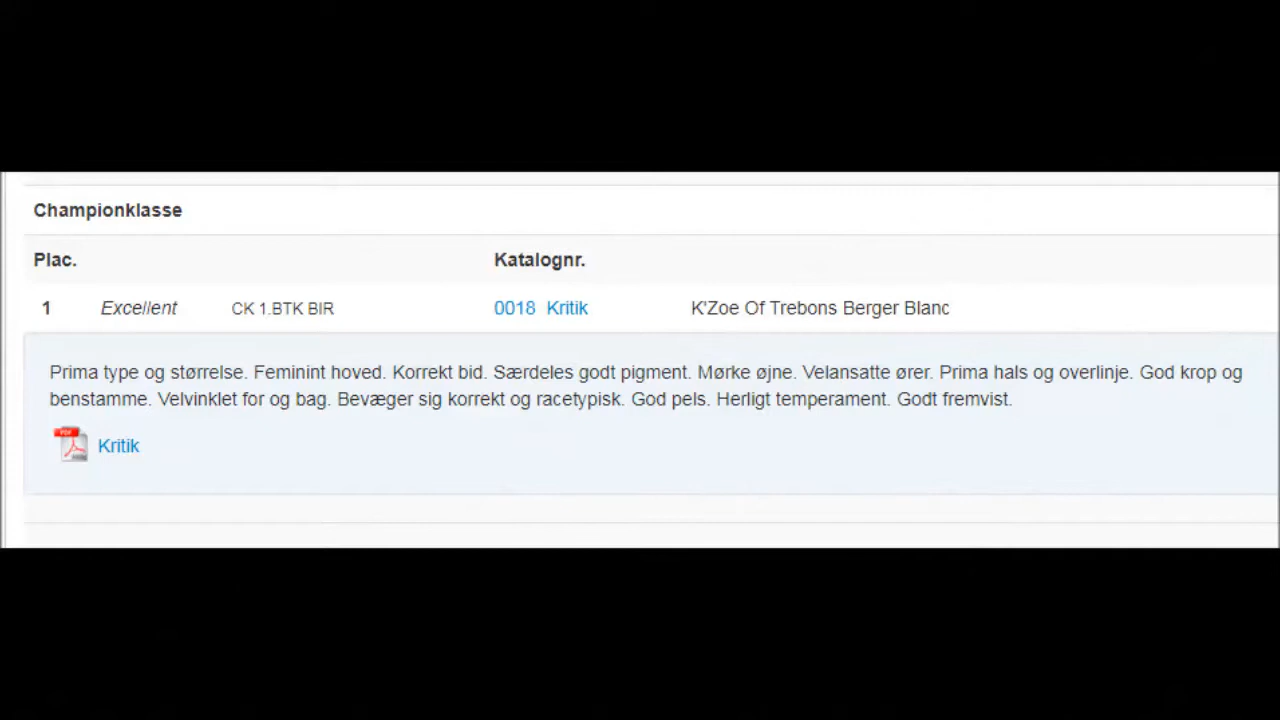 Championklasse
Plac. Katalognr.
1 Excellent CK 1.BTK BIR 0018 Kritik K'Zoe Of Trebons Berger Blanc
Prima type og størrelse. Feminint hoved. Korrekt bid. Særdeles godt pigment. Mørke øjne. Velansatte ører. Prima hals og overlinje. God krop og
benstamme. Velvinklet for og bag. Bevæger sig korrekt og racetypisk. God pels. Herligt temperament. Godt fremvist.
PDF Kritik